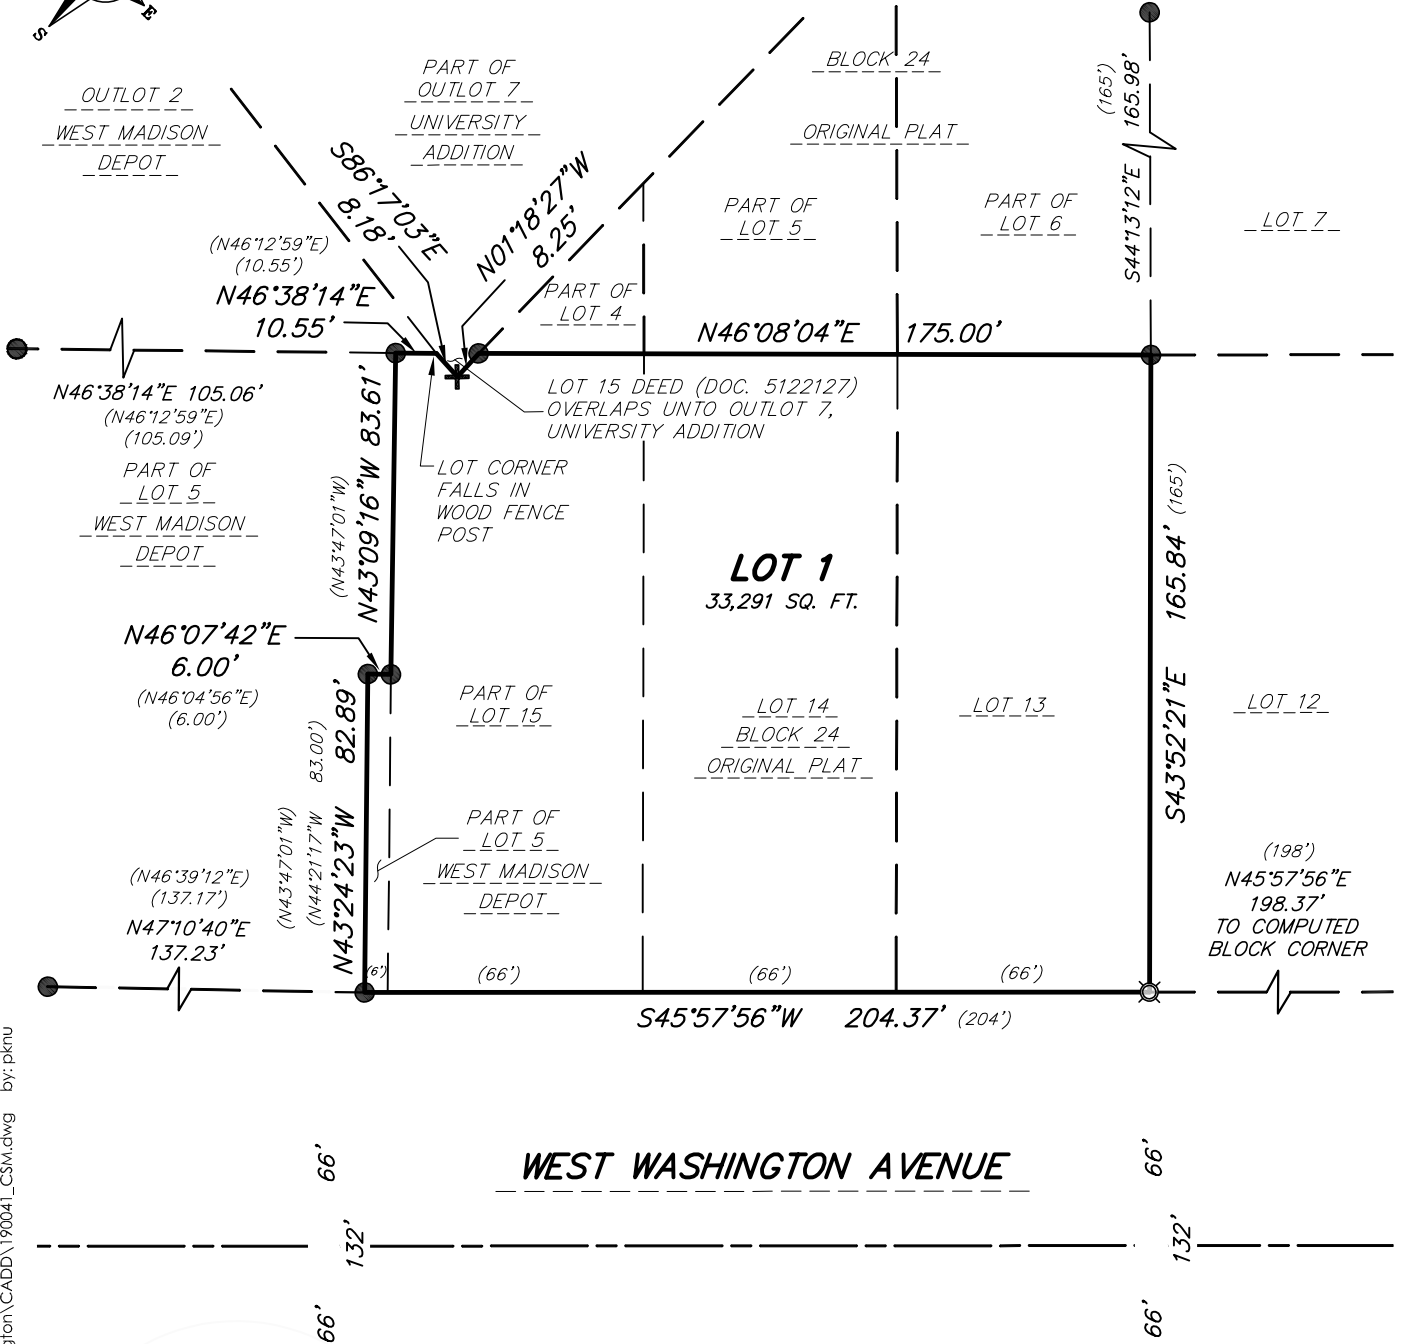 S
E
OUTLOT 2
WEST MADISON
DEPOT
PART OF
OUTLOT 7
UNIVERSITY
ADDITION
BLOCK 24
ORIGINAL PLAT
(165')
165.98'
S44°13'12"E
S86°17'03"E
8.18'
N01°18'27"W
8.25'
PART OF
LOT 5
PART OF
LOT 6
LOT 7
(N46°12'59"E)
(10.55')
N46°38'14"E
10.55'
PART OF
LOT 4
N46°08'04"E 175.00'
N46°38'14"E 105.06'
(N46°12'59"E)
(105.09')
PART OF
LOT 5
WEST MADISON
DEPOT
LOT 15 DEED (DOC. 5122127)
OVERLAPS UNTO OUTLOT 7,
UNIVERSITY ADDITION
LOT CORNER
FALLS IN
WOOD FENCE
POST
(N43°47'01"W)
N43°09'16"W 83.61'
LOT 1
33,291 SQ. FT.
165.84' (165')
S43°52'21"E
N46°07'42"E
6.00'
(N46°04'56"E)
(6.00')
PART OF
LOT 15
LOT 14
BLOCK 24
ORIGINAL PLAT
LOT 13
LOT 12
(N43°47'01"W)
(N44°21'17"W 83.00')
N43°24'23"W 82.89'
PART OF
LOT 5
WEST MADISON
DEPOT
(N46°39'12"E)
(137.17')
N47°10'40"E
137.23'
(198')
N45°57'56"E
198.37'
TO COMPUTED
BLOCK CORNER
(6')
(66')
(66')
(66')
S45°57'56"W 204.37' (204')
WEST WASHINGTON AVENUE
66'
132'
66'
66'
132'
66'
gton\CADD\190041_CSM.dwg by: pknu